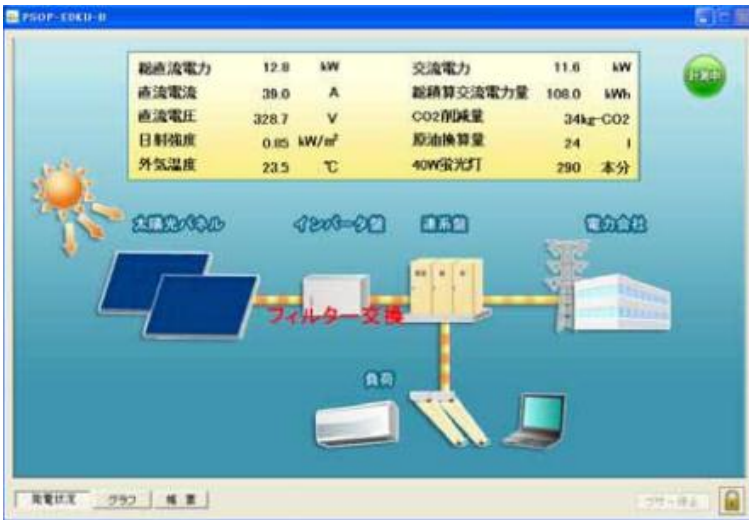 PSOP-EDKU-II
総直流電力 12.8 kW 交流電力 11.6 kW
直流電流 39.0 A 総積算交流電力量 108.0 kWh
直流電圧 328.7 V CO2削減量 34kg-CO2
日射強度 0.85 kW/m² 原油換算量 24 l
外気温度 23.5 ℃ 40W蛍光灯 290 本分
計測中
太陽光パネル インバータ盤 連系盤 電力会社
フィルター交換
負荷
発電状況 グラフ 帳票
ブザー停止